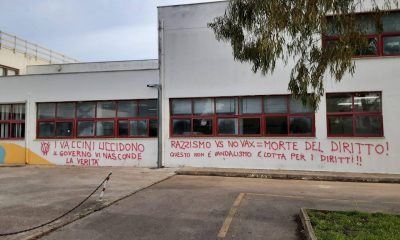 I VACCINI UCCIDONO
IL GOVERNO VI NASCONDE
LA VERITÀ
RAZZISMO VS NO VAX = MORTE DEL DIRITTO!
QUESTO NON È VANDALISMO È LOTTA PER I DIRITTI!!